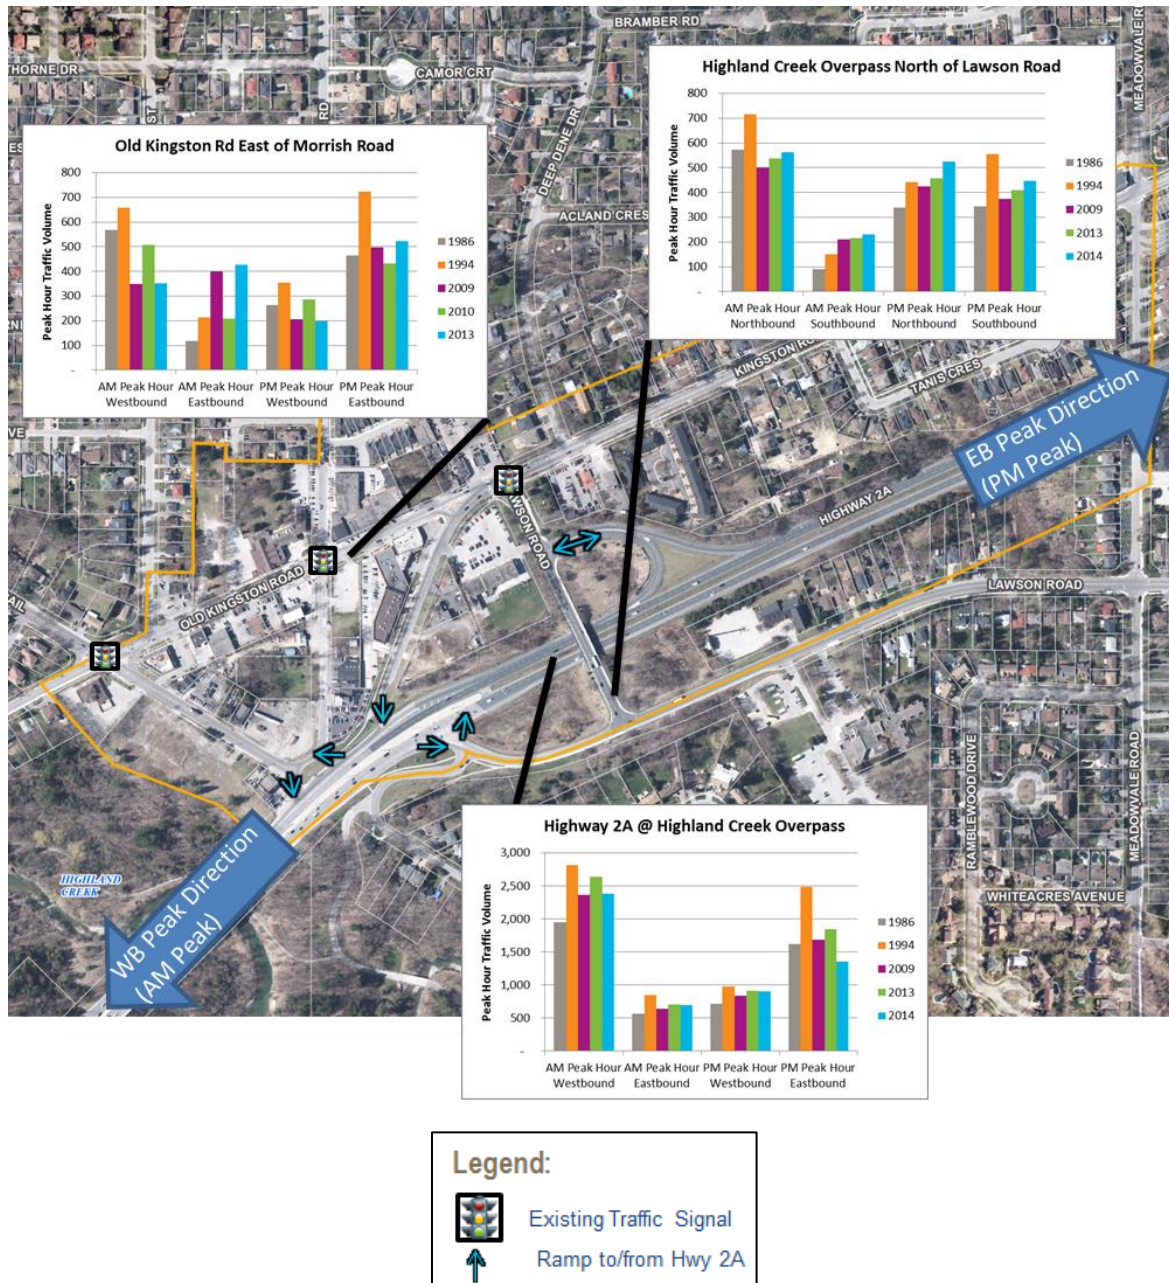 BRAMBER RD
THORNE DR
CAMOR CRT
ST
RD
DEEP DENE DR
ACLAND CRES
MEADOWVALE R
Old Kingston Rd East of Morrish Road
Peak Hour Traffic Volume
800
700
600
500
400
300
200
100
-
AM Peak Hour Westbound
AM Peak Hour Eastbound
PM Peak Hour Westbound
PM Peak Hour Eastbound
1986
1994
2009
2010
2013
Highland Creek Overpass North of Lawson Road
Peak Hour Traffic Volume
800
700
600
500
400
300
200
100
-
AM Peak Hour Northbound
AM Peak Hour Southbound
PM Peak Hour Northbound
PM Peak Hour Southbound
1986
1994
2009
2013
2014
KINGSTON RO
TANIS CRES
EB Peak Direction
(PM Peak)
HIGHWAY 2A
VE
WSON ROAD
OLD KINGSTON ROAD
LAWSON ROAD
AIL
RAMBLEWOOD DRIVE
MEADOWVALE ROAD
WHITEACRES AVENUE
HIGHLAND
CREEK
WB Peak Direction
(AM Peak)
Highway 2A @ Highland Creek Overpass
Peak Hour Traffic Volume
3,000
2,500
2,000
1,500
1,000
500
-
AM Peak Hour Westbound
AM Peak Hour Eastbound
PM Peak Hour Westbound
PM Peak Hour Eastbound
1986
1994
2009
2013
2014
Legend:
Existing Traffic Signal
Ramp to/from Hwy 2A